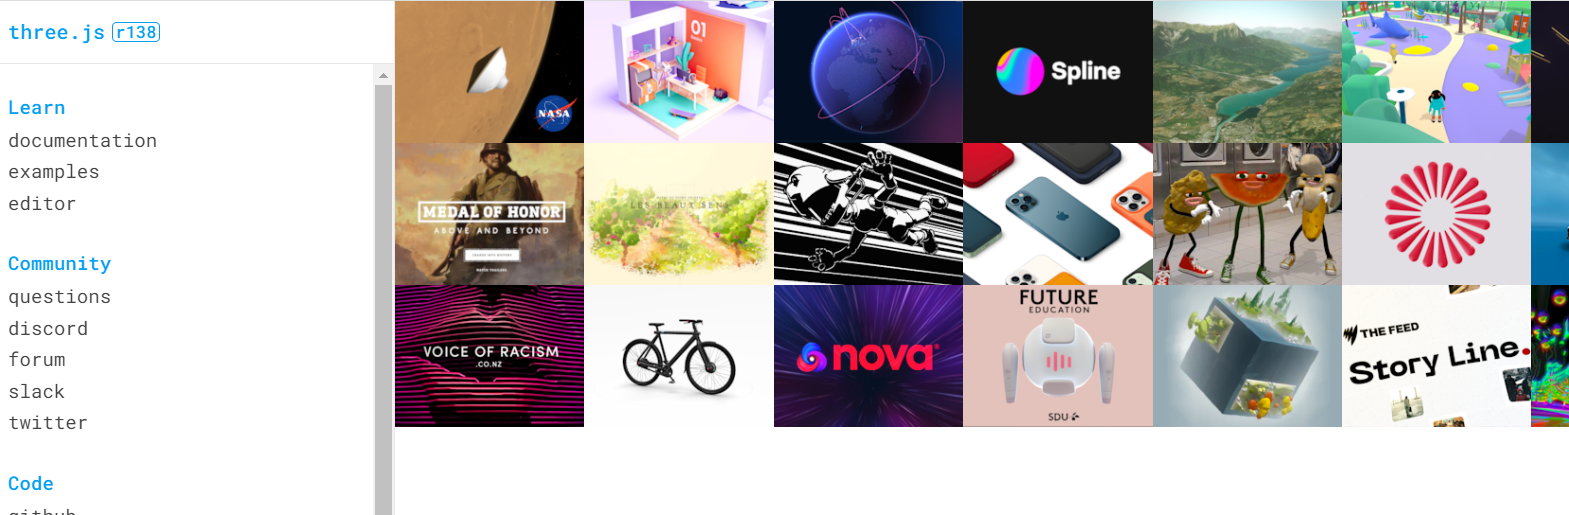 three.js r138
Learn
documentation
examples
editor
Community
questions
discord
forum
slack
twitter
Code
github
NASA
01
Spline
MEDAL OF HONOR
ABOVE AND BEYOND
LES BEAUX SENS
VOICE OF RACISM
.CO.NZ
nova
FUTURE
EDUCATION
SDU
THE FEED
Story Line.